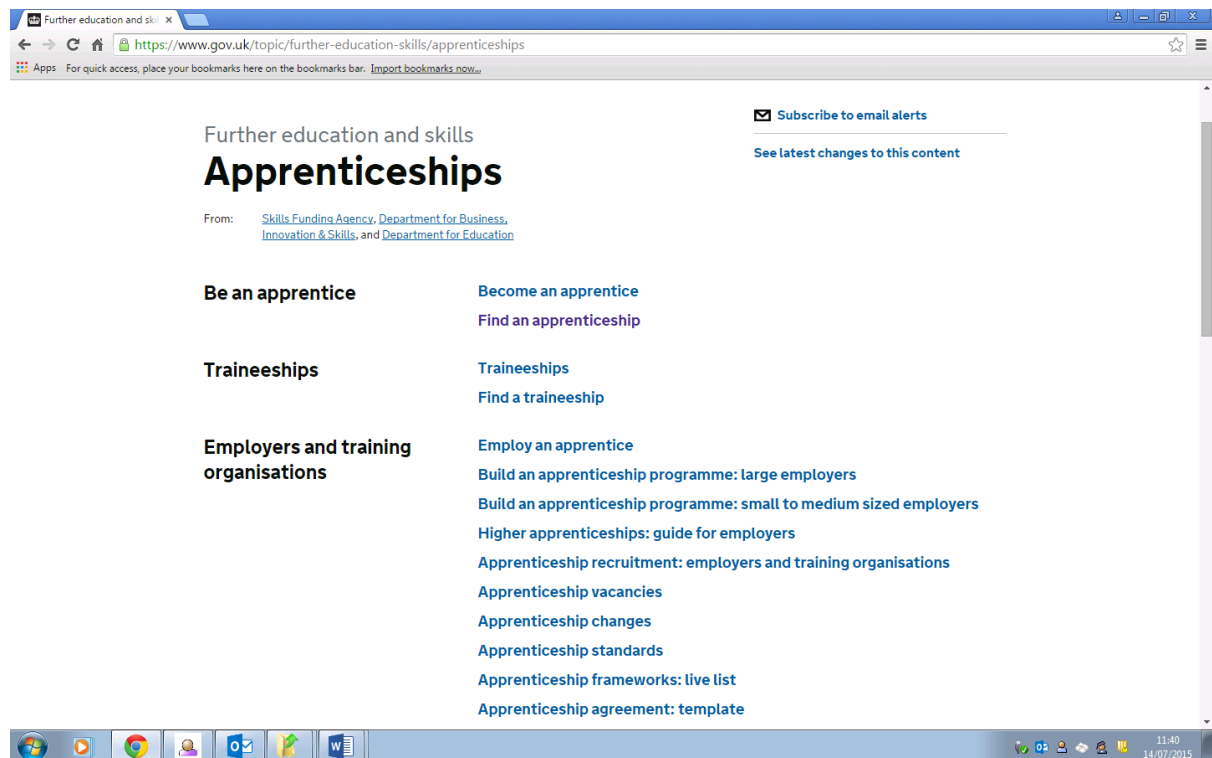 Further education and ski
https://www.gov.uk/topic/further-education-skills/apprenticeships
Apps For quick access, place your bookmarks here on the bookmarks bar. Import bookmarks now...
Subscribe to email alerts
See latest changes to this content
Further education and skills
Apprenticeships
From: Skills Funding Agency, Department for Business,
Innovation & Skills, and Department for Education
Be an apprentice
Become an apprentice
Find an apprenticeship
Traineeships
Traineeships
Find a traineeship
Employers and training
organisations
Employ an apprentice
Build an apprenticeship programme: large employers
Build an apprenticeship programme: small to medium sized employers
Higher apprenticeships: guide for employers
Apprenticeship recruitment: employers and training organisations
Apprenticeship vacancies
Apprenticeship changes
Apprenticeship standards
Apprenticeship frameworks: live list
Apprenticeship agreement: template
11:40
14/07/2015